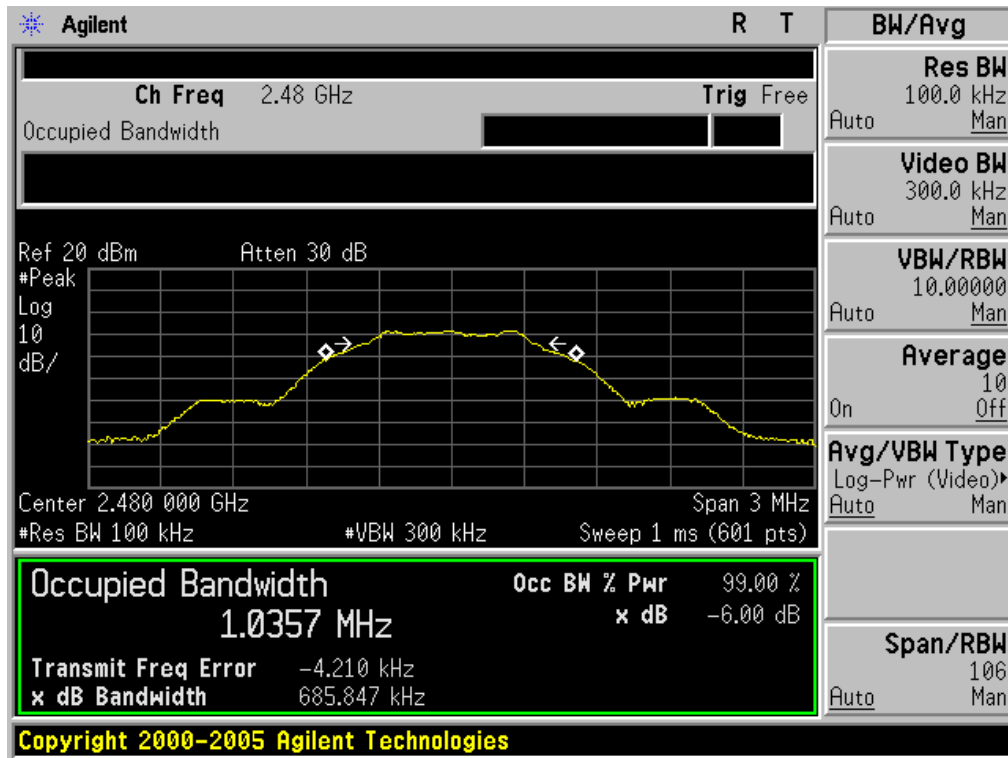 Agilent R T
Ch Freq 2.48 GHz Trig Free
Occupied Bandwidth
Ref 20 dBm Atten 30 dB
#Peak
Log
10
dB/
Center 2.480 000 GHz Span 3 MHz
#Res BW 100 kHz #VBW 300 kHz Sweep 1 ms (601 pts)
Occupied Bandwidth
1.0357 MHz
Occ BW % Pwr 99.00 %
x dB -6.00 dB
Transmit Freq Error -4.210 kHz
x dB Bandwidth 685.847 kHz
Copyright 2000-2005 Agilent Technologies
BW/Avg
Res BW
100.0 kHz
Auto Man
Video BW
300.0 kHz
Auto Man
VBW/RBW
10.00000
Auto Man
Average
10
On Off
Avg/VBW Type
Log-Pwr (Video)▸
Auto Man
Span/RBW
106
Auto Man